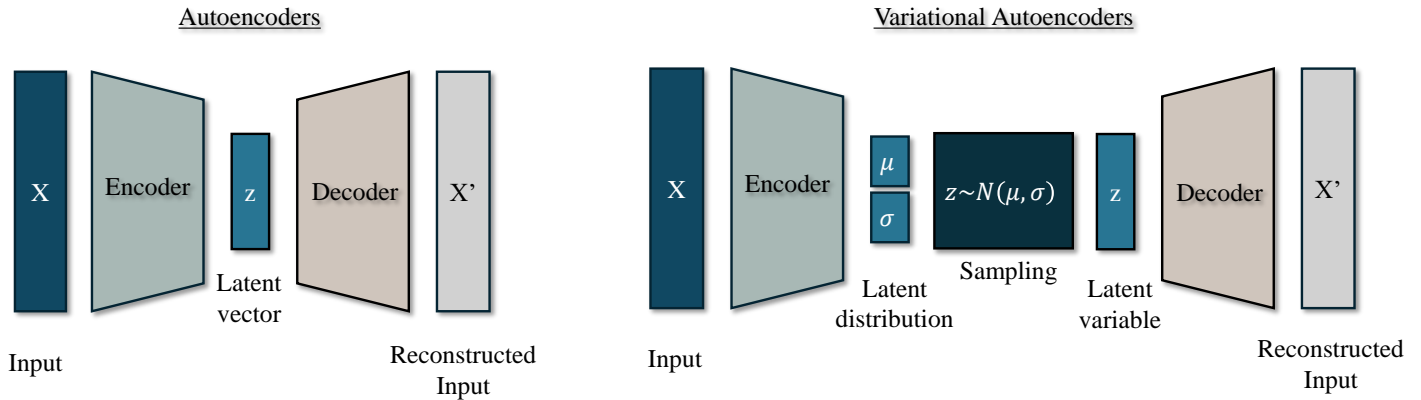 Autoencoders
X
Encoder
z
Decoder
X’
Latent
vector
Input
Reconstructed
Input
Variational Autoencoders
X
Encoder
μ
σ
z~N(μ, σ)
z
Decoder
X’
Sampling
Latent
distribution
Latent
variable
Input
Reconstructed
Input